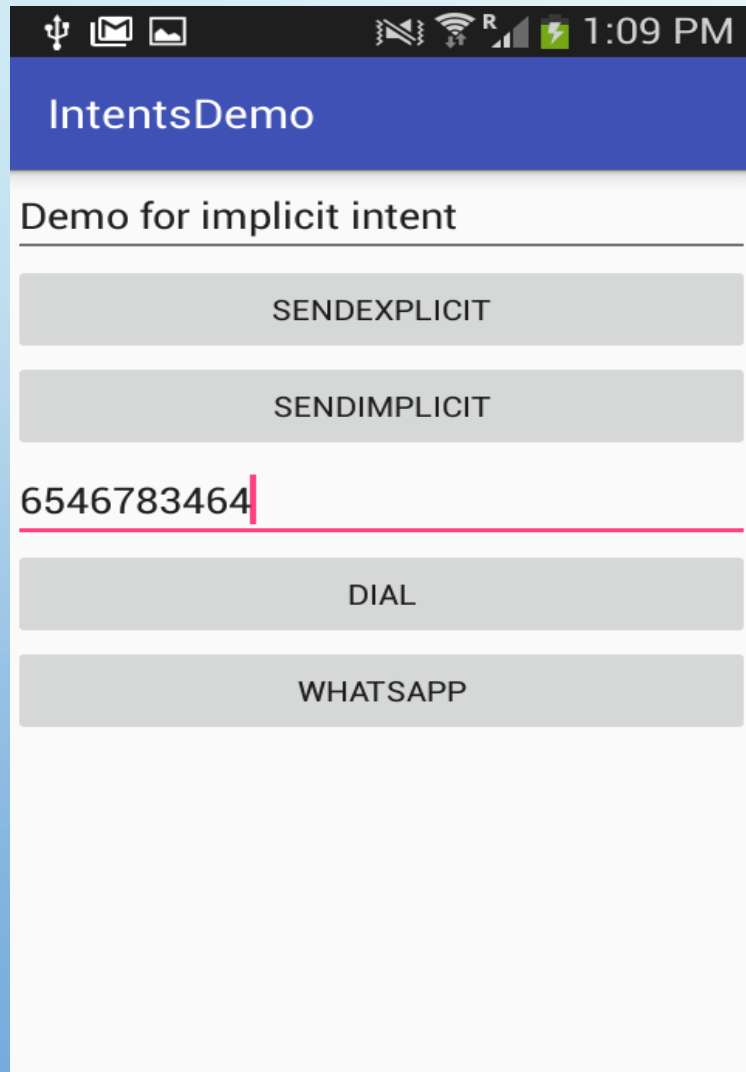 R 1:09 PM
IntentsDemo
Demo for implicit intent
SENDEXPLICIT
SENDIMPLICIT
6546783464
DIAL
WHATSAPP